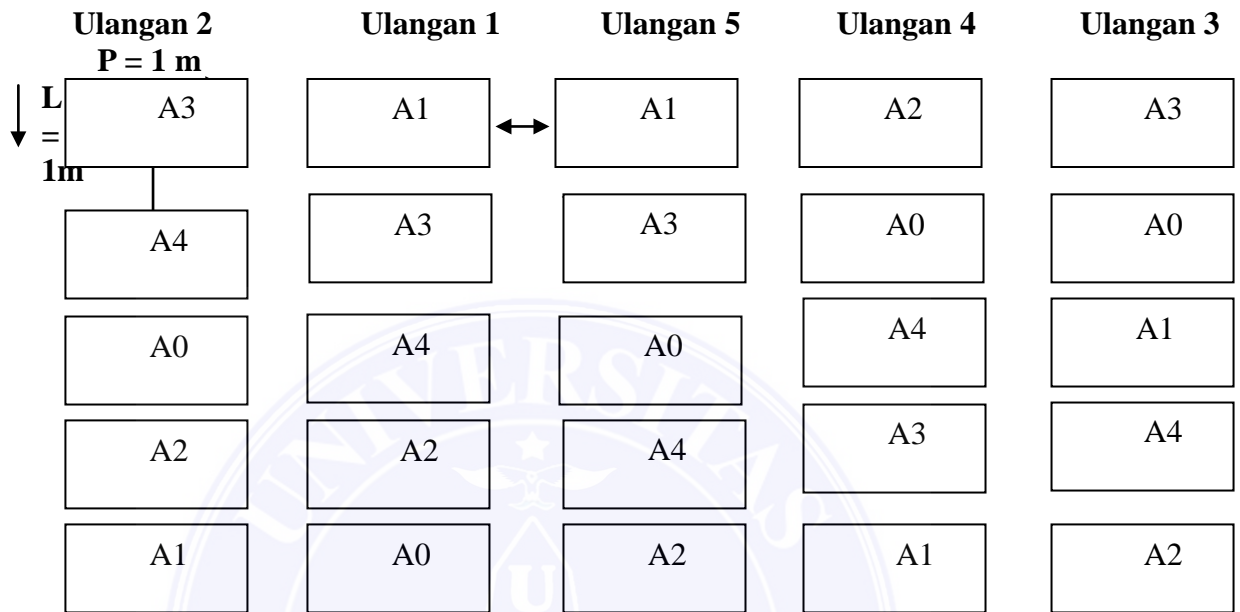 Ulangan 2 Ulangan 1 Ulangan 5 Ulangan 4 Ulangan 3
P = 1 m
L
=
1m
A3 A1 A1 A2 A3
A4 A3 A3 A0 A0
A0 A4 A0 A4 A1
A2 A2 A4 A3 A4
A1 A0 A2 A1 A2
UNIVERSITAS
U